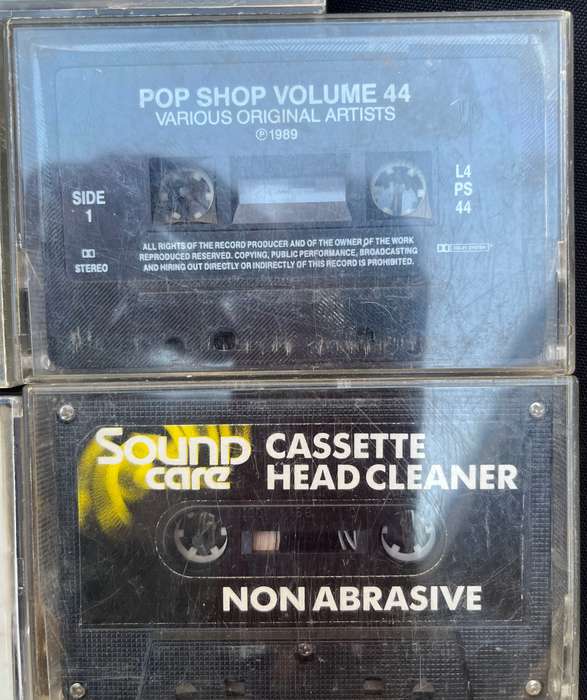 POP SHOP VOLUME 44
VARIOUS ORIGINAL ARTISTS
℗1989
SIDE
1
L4
PS
44
STEREO
ALL RIGHTS OF THE RECORD PRODUCER AND OF THE OWNER OF THE WORK
REPRODUCED RESERVED. COPYING, PUBLIC PERFORMANCE, BROADCASTING
AND HIRING OUT DIRECTLY OR INDIRECTLY OF THIS RECORD IS PROHIBITED.
DOLBY SYSTEM
Sound
care
CASSETTE
HEAD CLEANER
NON ABRASIVE